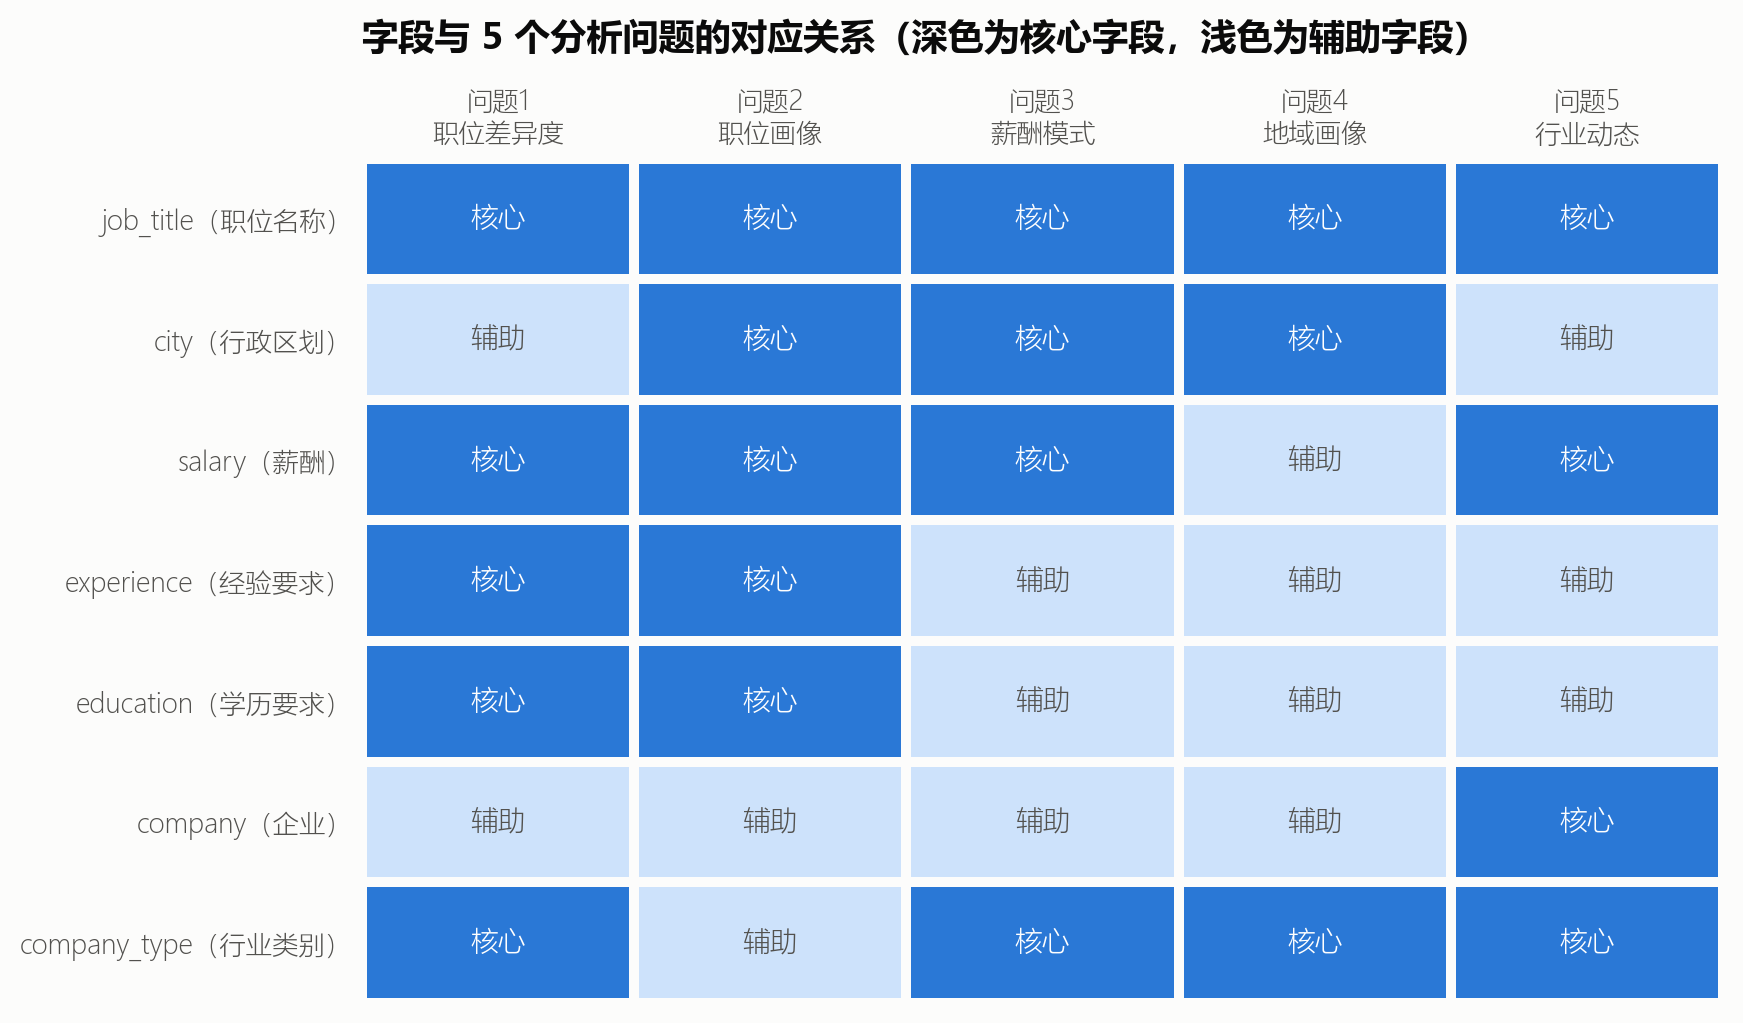 字段与 5 个分析问题的对应关系（深色为核心字段，浅色为辅助字段）
问题1 问题2 问题3 问题4 问题5
职位差异度 职位画像 薪酬模式 地域画像 行业动态
job_title（职位名称） 核心 核心 核心 核心 核心
city（行政区划） 辅助 核心 核心 核心 辅助
salary（薪酬） 核心 核心 核心 辅助 核心
experience（经验要求） 核心 核心 辅助 辅助 辅助
education（学历要求） 核心 核心 辅助 辅助 辅助
company（企业） 辅助 辅助 辅助 辅助 核心
company_type（行业类别） 核心 辅助 核心 核心 核心